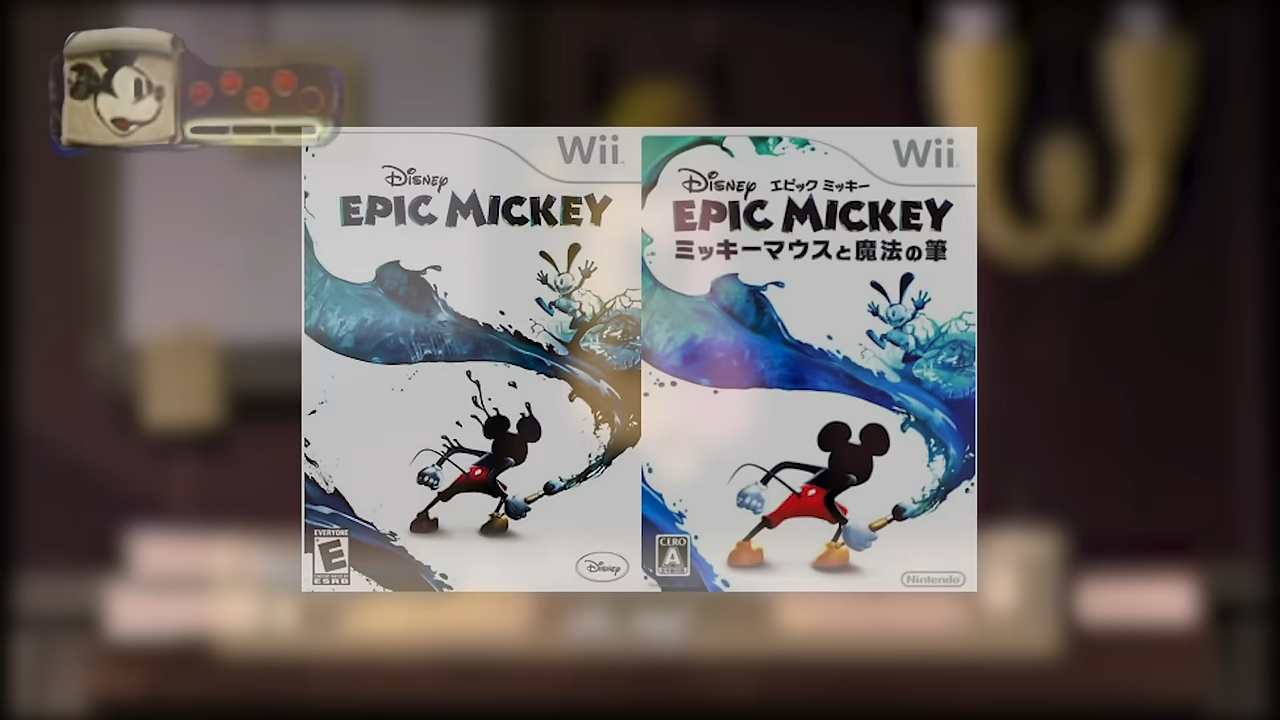 Wii
Disney
EPIC MICKEY
EVERYONE
E
ESRB
Disney
Wii
Disney エピック ミッキー
EPIC MICKEY
ミッキーマウスと魔法の筆
CERO
A
Nintendo